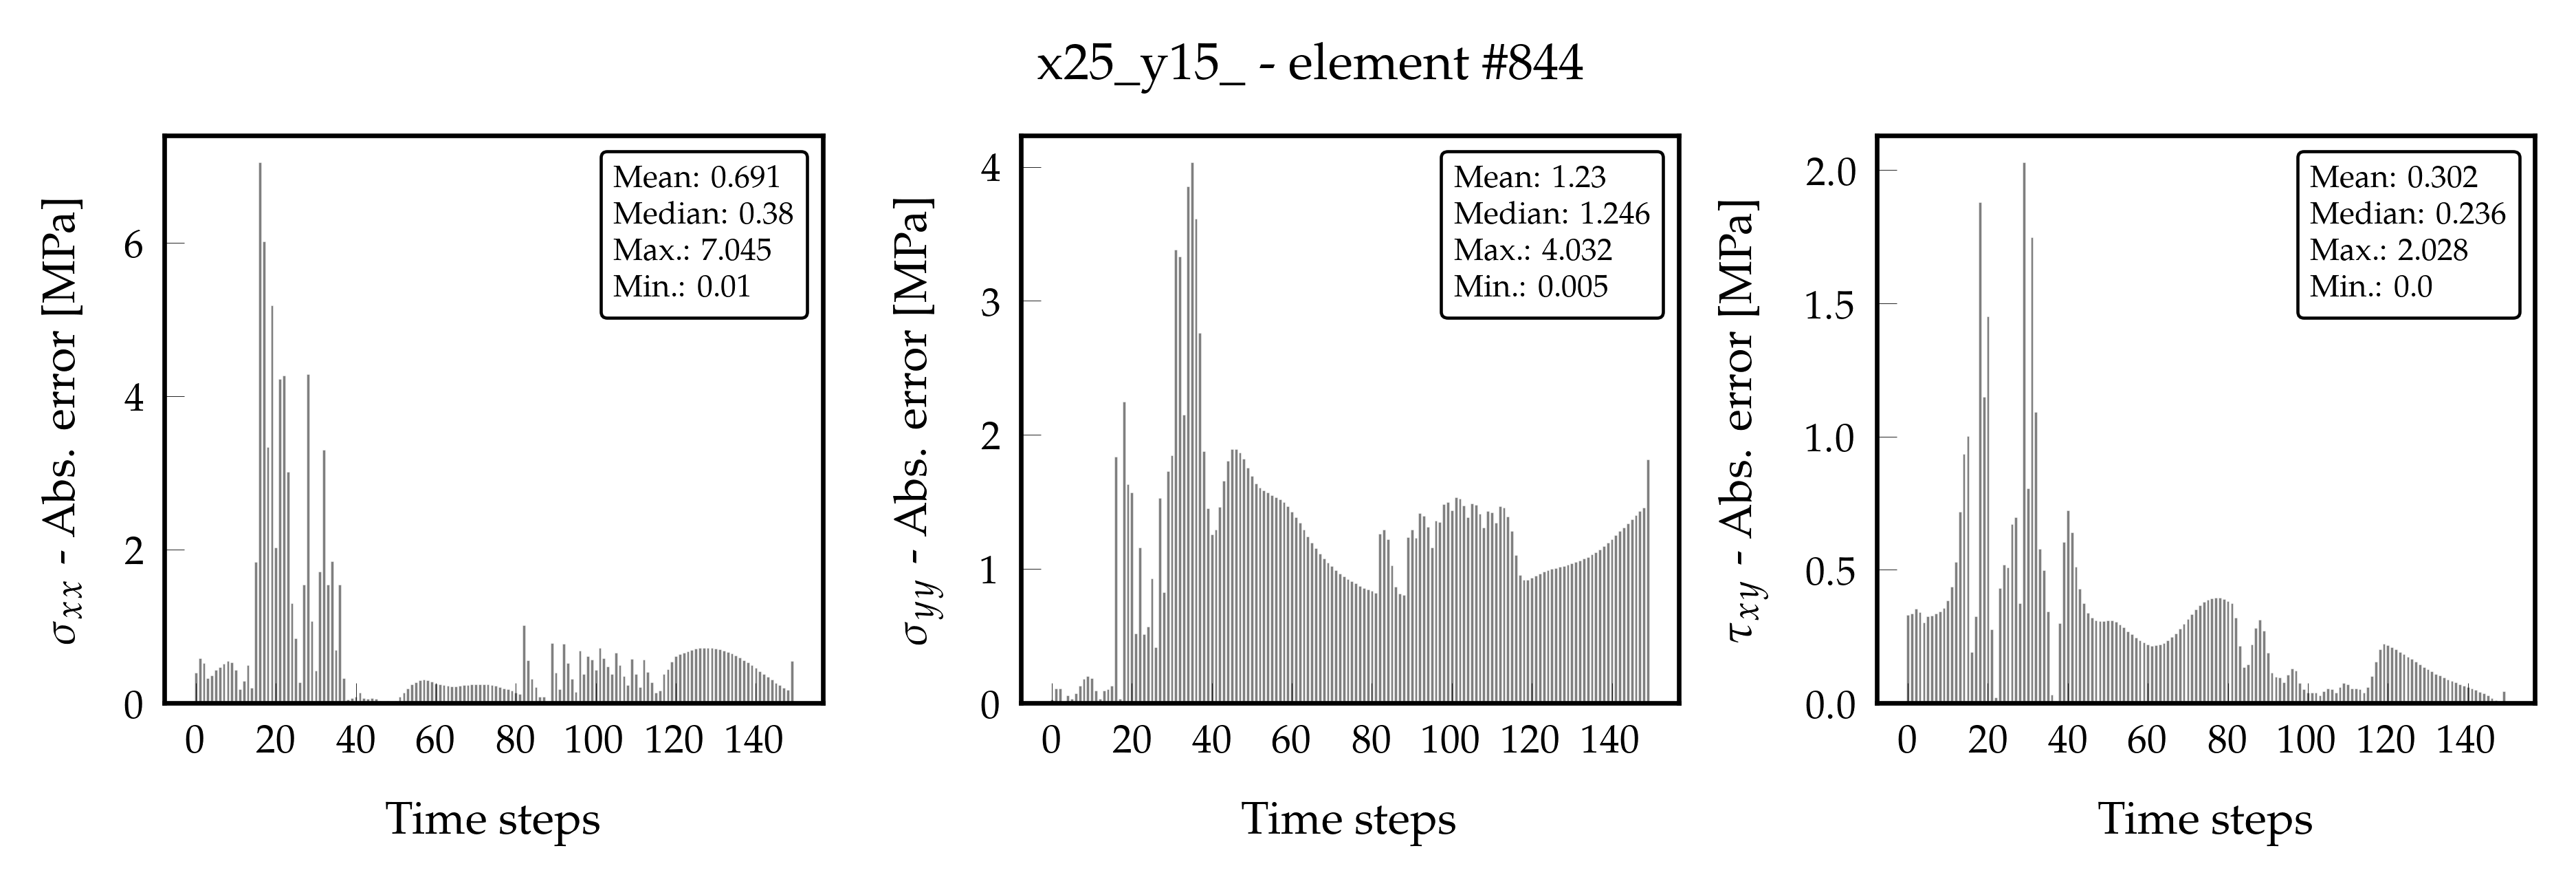 x25_y15_ - element #844
σxx - Abs. error [MPa]
6
4
2
0
0 20 40 60 80 100 120 140
Time steps
Mean: 0.691
Median: 0.38
Max.: 7.045
Min.: 0.01
σyy - Abs. error [MPa]
4
3
2
1
0
0 20 40 60 80 100 120 140
Time steps
Mean: 1.23
Median: 1.246
Max.: 4.032
Min.: 0.005
τxy - Abs. error [MPa]
2.0
1.5
1.0
0.5
0.0
0 20 40 60 80 100 120 140
Time steps
Mean: 0.302
Median: 0.236
Max.: 2.028
Min.: 0.0